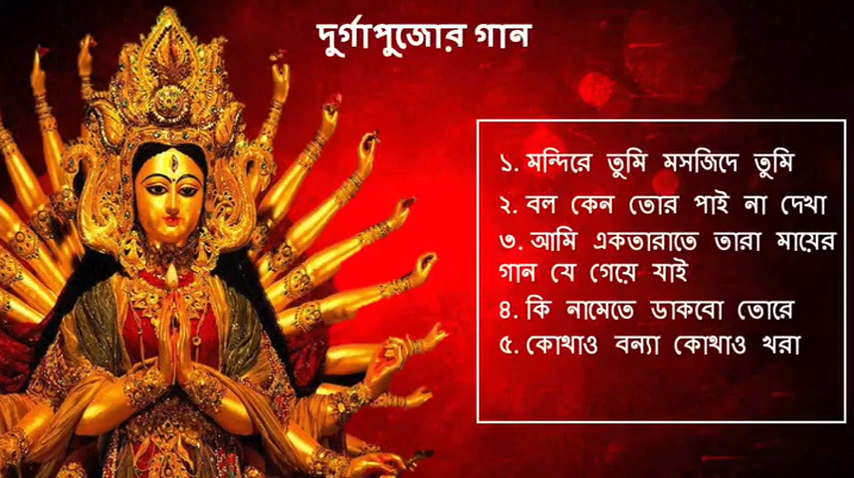 দুর্গাপুজোর গান
১. মন্দিরে তুমি মসজিদে তুমি
২. বল কেন তোর পাই না দেখা
৩. আমি একতারাতে তারা মায়ের
গান যে গেয়ে যাই
৪. কি নামেতে ডাকবো তোরে
৫. কোথাও বন্যা কোথাও খরা